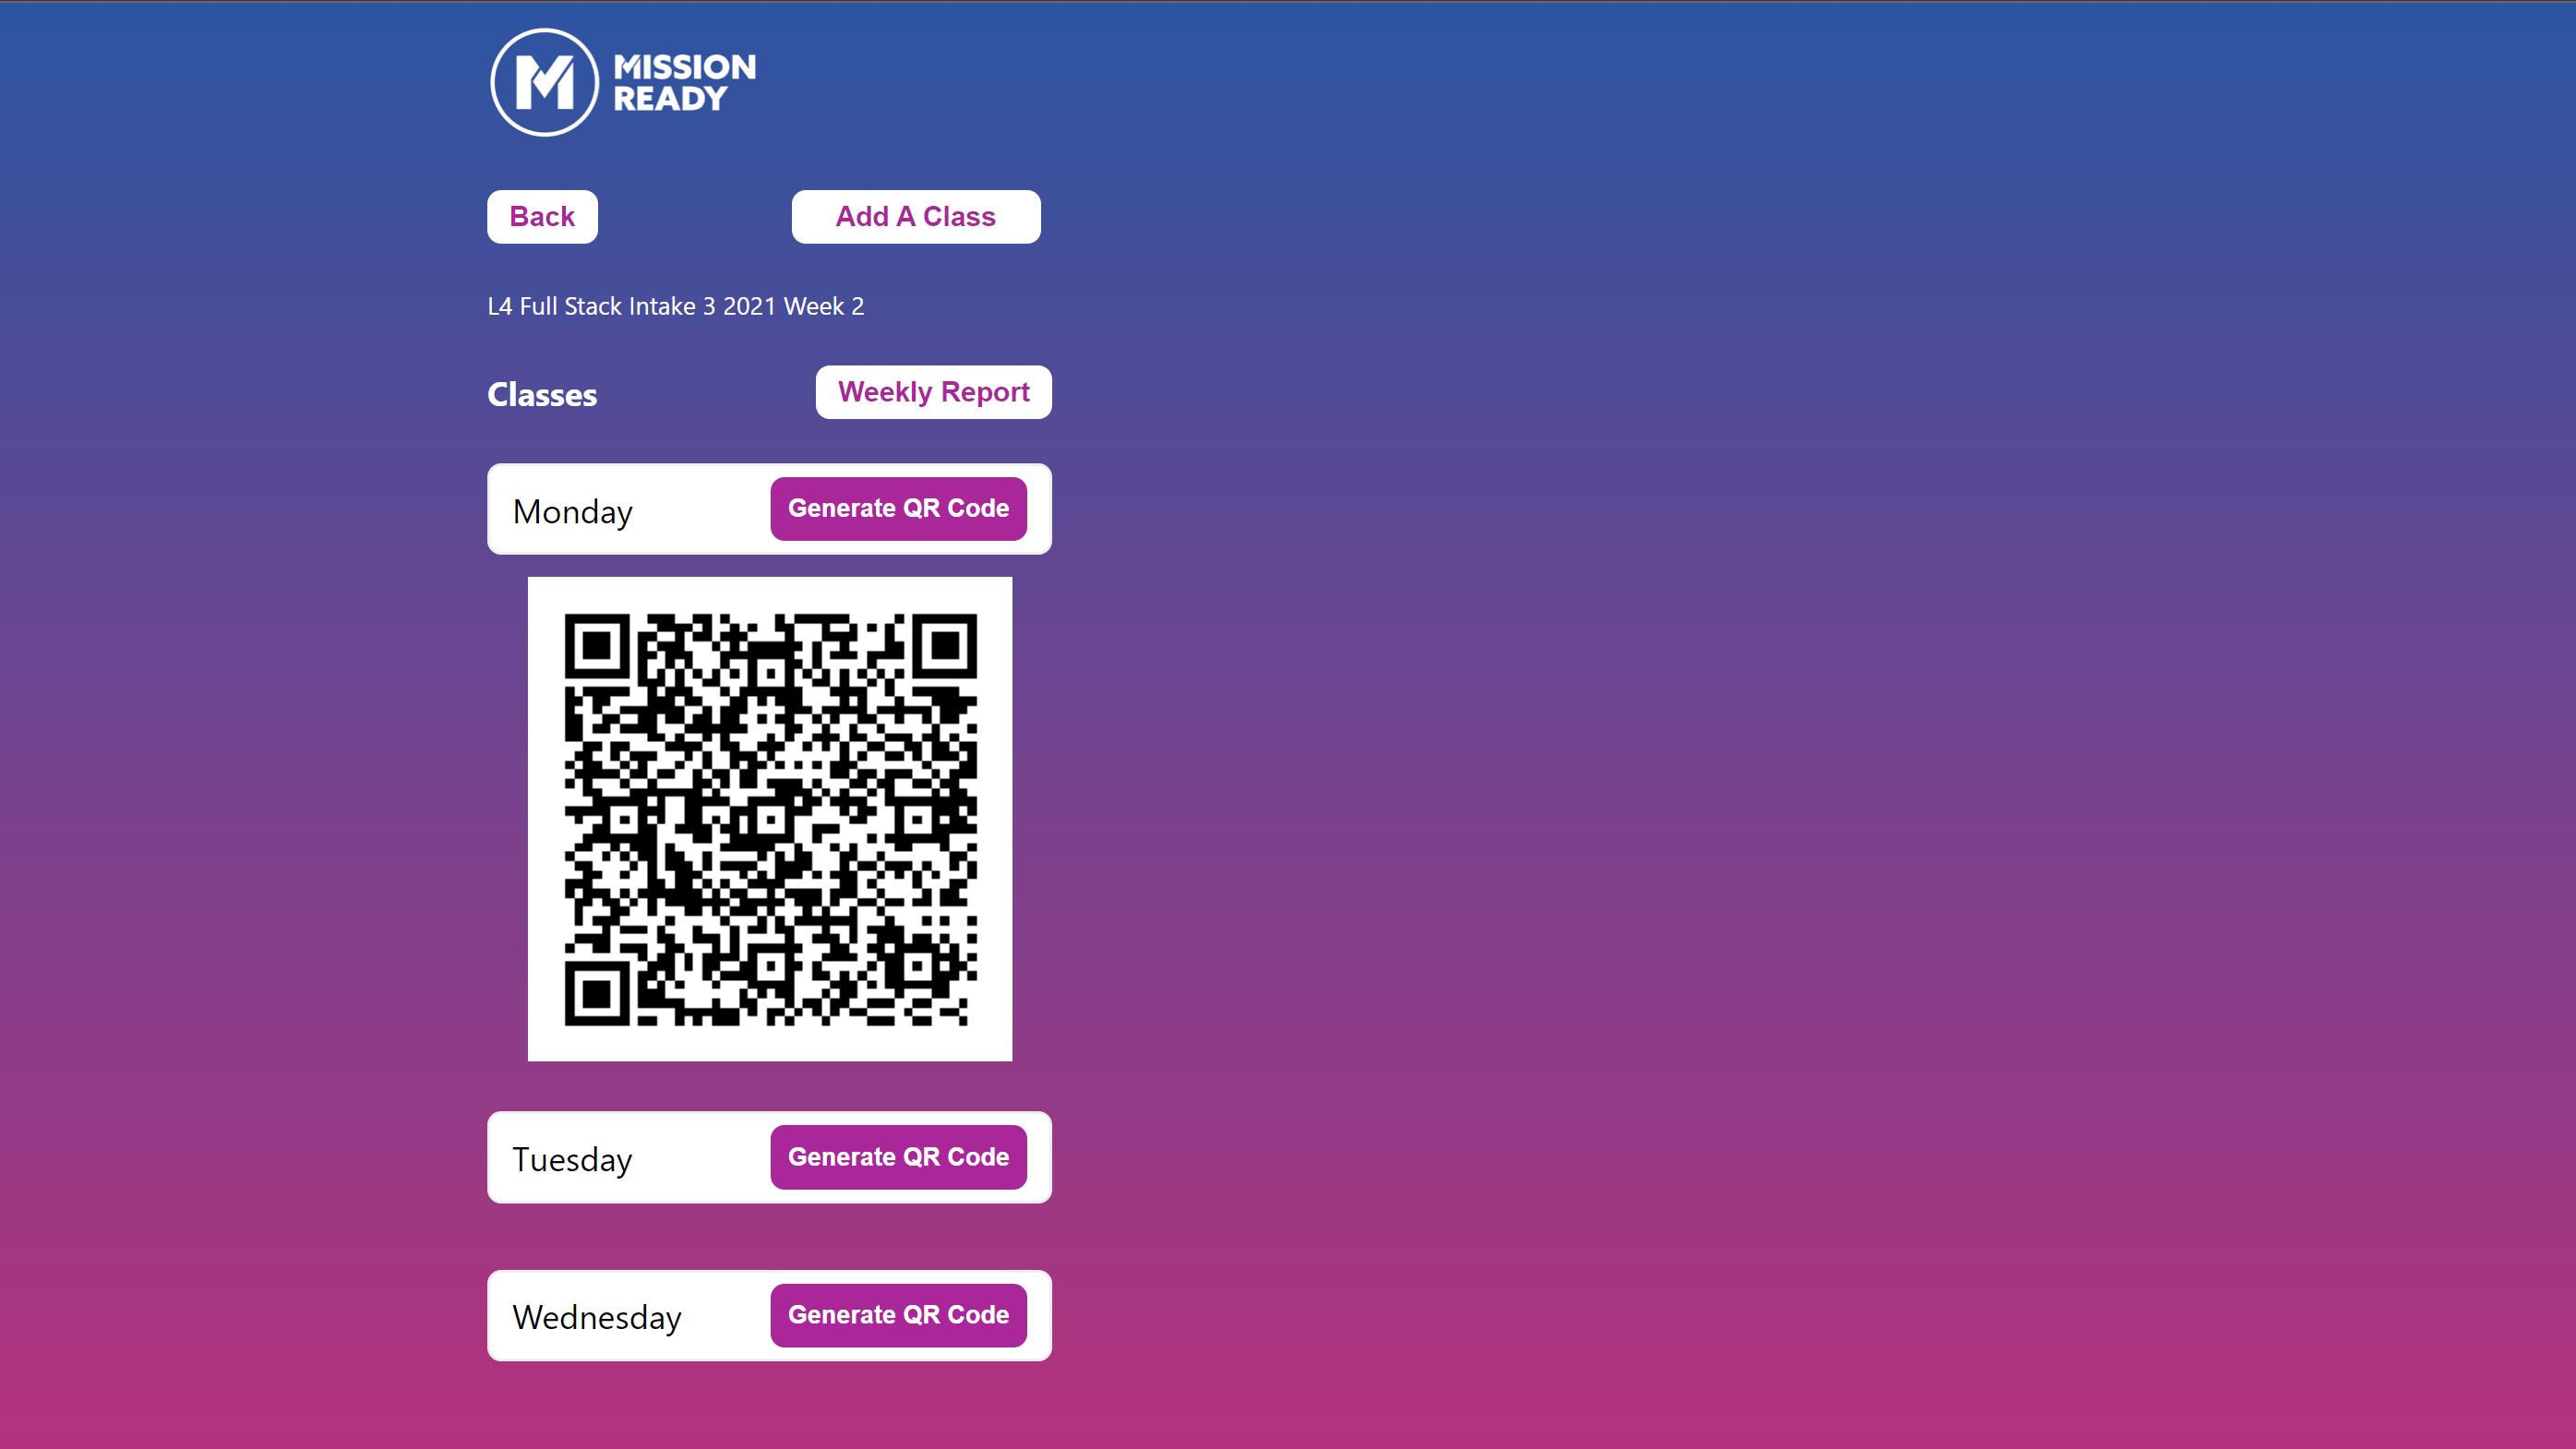 MISSION
READY
Back
Add A Class
L4 Full Stack Intake 3 2021 Week 2
Classes
Weekly Report
Monday
Generate QR Code
Tuesday
Generate QR Code
Wednesday
Generate QR Code